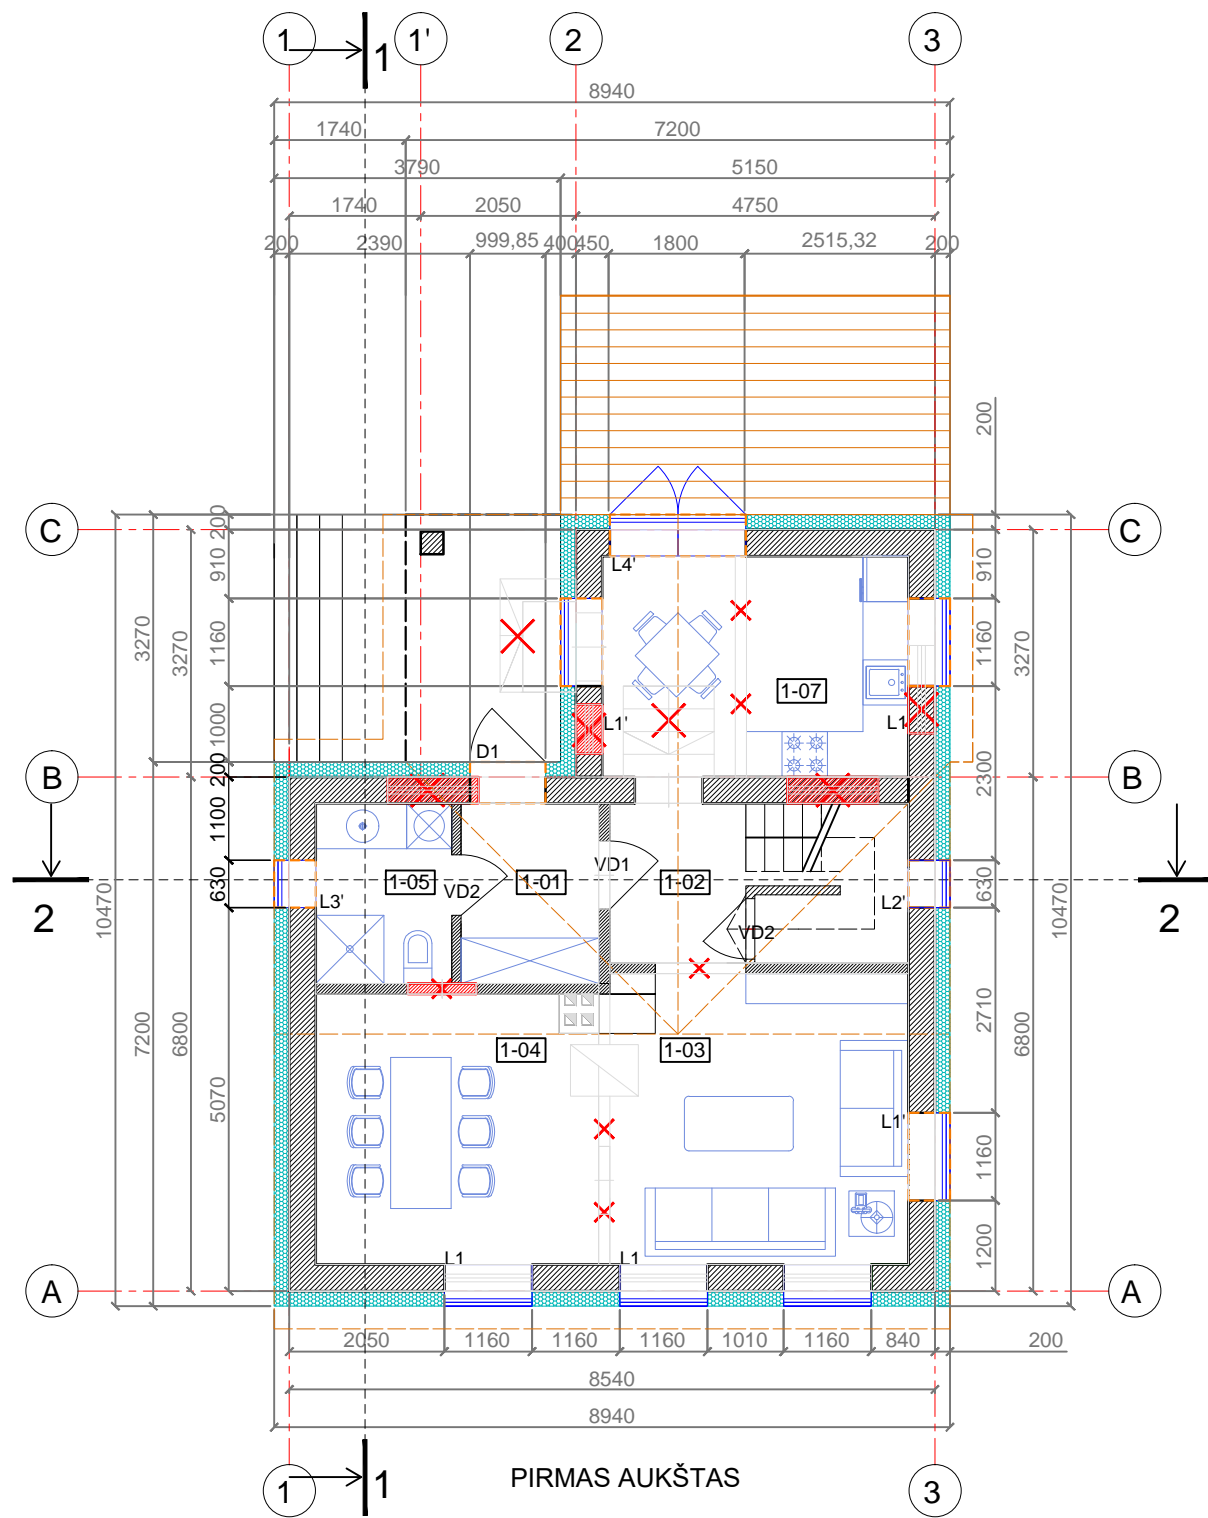 1 1' 2 3
1
8940
1740 7200
3790 5150
1740 2050 4750
200 2390 999,85 400 450 1800 2515,32 200
200
C C
200
910 910
L4'
3270 3270 1160 1160 3270
1-07
1000 L1' L1
D1
B B
200 2300
1100
VD1
1-05 1-01 1-02
630 VD2 630
L3' L2'
2 2
10470 VD2 10470
2710
1-04 1-03
7200 6800 5070 6800
L1'
1160
1200
L1 L1
A A
2050 1160 1160 1160 1010 1160 840 200
8540
8940
1 1 3
PIRMAS AUKŠTAS